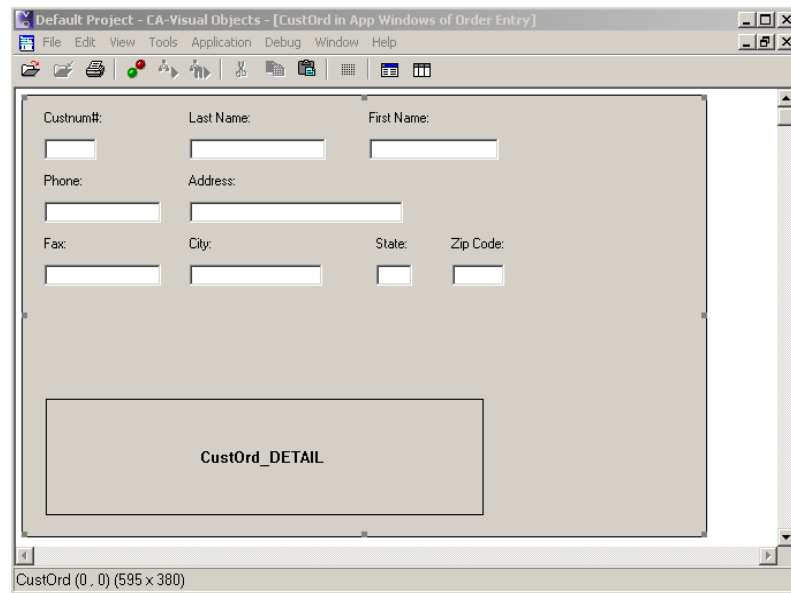 Default Project - CA-Visual Objects - [CustOrd in App Windows of Order Entry]
File Edit View Tools Application Debug Window Help
Custnum#: Last Name: First Name:
Phone: Address:
Fax: City: State: Zip Code:
CustOrd_DETAIL
CustOrd (0 , 0) (595 x 380)